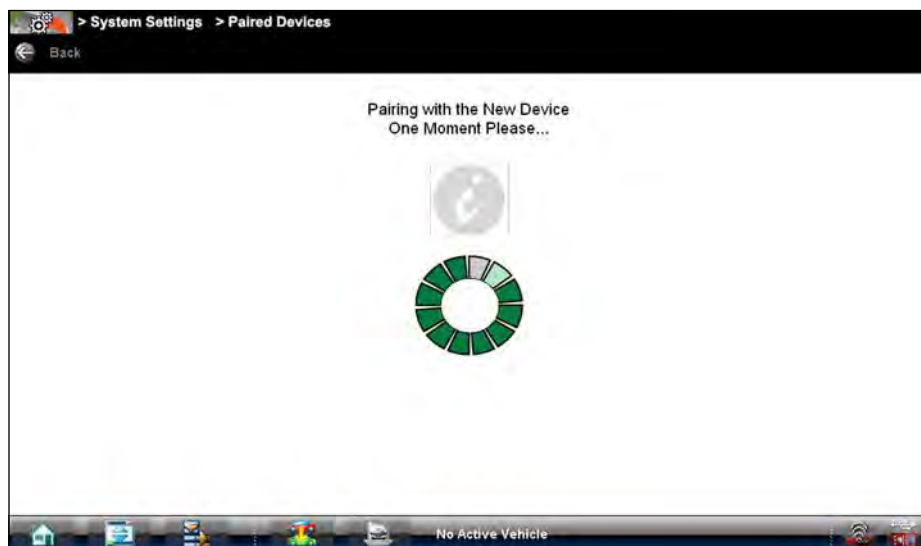 > System Settings > Paired Devices
Back
Pairing with the New Device
One Moment Please...
No Active Vehicle